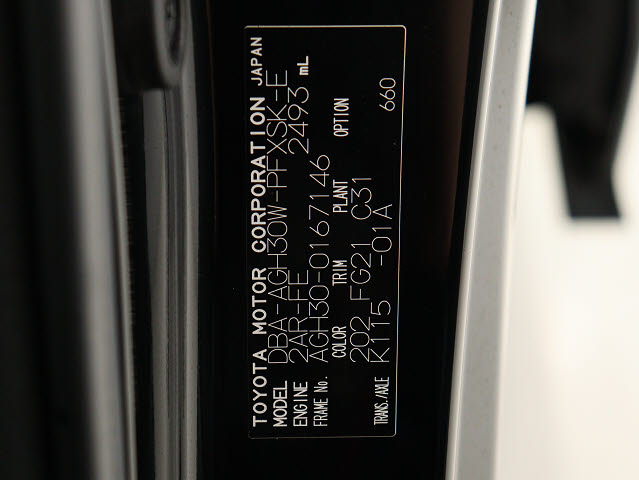 TOYOTA MOTOR CORPORATION JAPAN
MODEL DBA-AGH30W-PFXSK-E
ENGINE 2AR-FE 2493 mL
FRAME No. AGH30-0167146
COLOR TRIM PLANT OPTION
202 FG21 C31
TRANS./AXLE K115 -01A 660